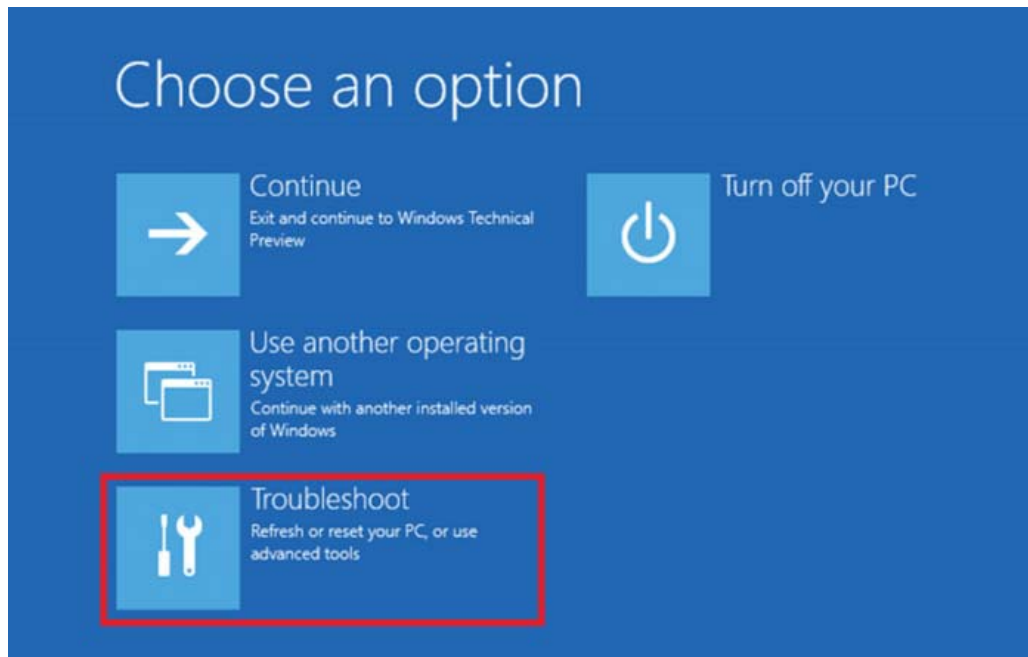 Choose an option
Continue
Exit and continue to Windows Technical
Preview
Turn off your PC
Use another operating
system
Continue with another installed version
of Windows
Troubleshoot
Refresh or reset your PC, or use
advanced tools